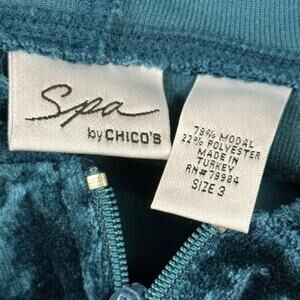 Spa
by CHICO'S
78% MODAL
22% POLYESTER
MADE IN
TURKEY
RN#79984
SIZE 3